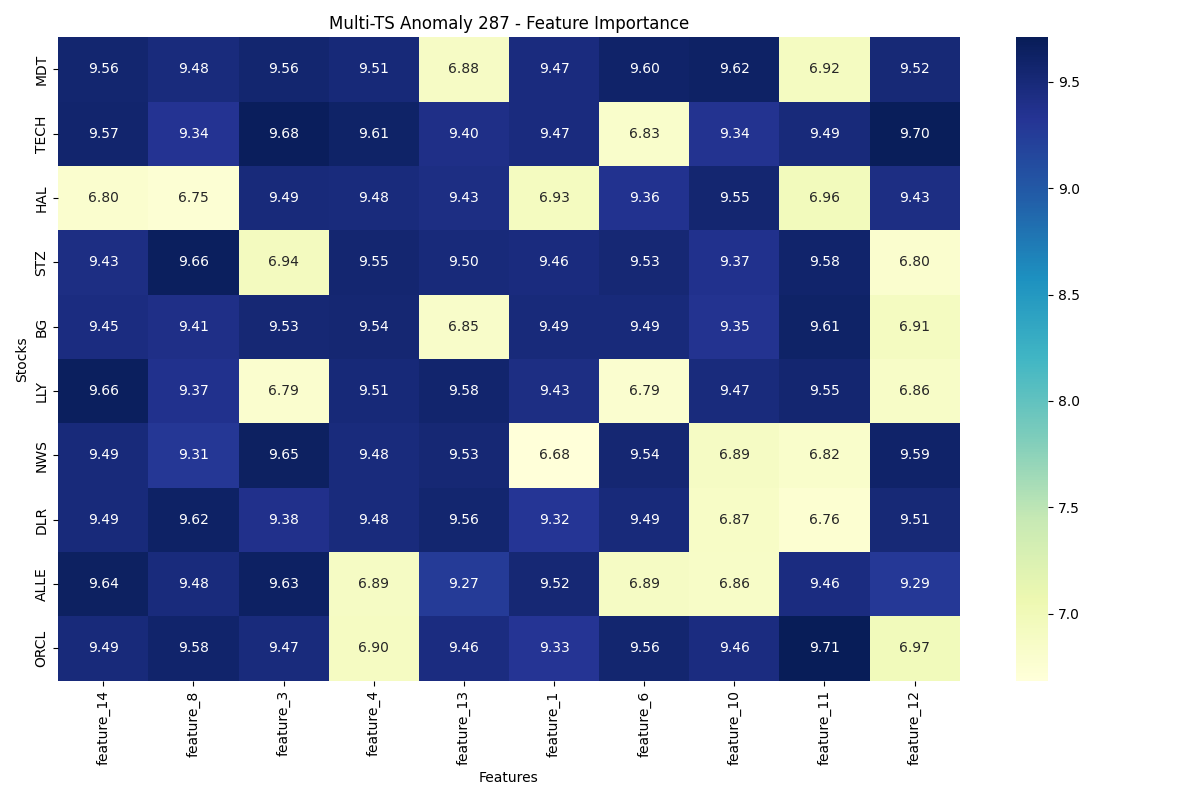 Multi-TS Anomaly 287 - Feature Importance
Stocks
MDT 9.56 9.48 9.56 9.51 6.88 9.47 9.60 9.62 6.92 9.52
TECH 9.57 9.34 9.68 9.61 9.40 9.47 6.83 9.34 9.49 9.70
HAL 6.80 6.75 9.49 9.48 9.43 6.93 9.36 9.55 6.96 9.43
STZ 9.43 9.66 6.94 9.55 9.50 9.46 9.53 9.37 9.58 6.80
BG 9.45 9.41 9.53 9.54 6.85 9.49 9.49 9.35 9.61 6.91
LLY 9.66 9.37 6.79 9.51 9.58 9.43 6.79 9.47 9.55 6.86
NWS 9.49 9.31 9.65 9.48 9.53 6.68 9.54 6.89 6.82 9.59
DLR 9.49 9.62 9.38 9.48 9.56 9.32 9.49 6.87 6.76 9.51
ALLE 9.64 9.48 9.63 6.89 9.27 9.52 6.89 6.86 9.46 9.29
ORCL 9.49 9.58 9.47 6.90 9.46 9.33 9.56 9.46 9.71 6.97
feature_14 feature_8 feature_3 feature_4 feature_13 feature_1 feature_6 feature_10 feature_11 feature_12
Features
9.5
9.0
8.5
8.0
7.5
7.0